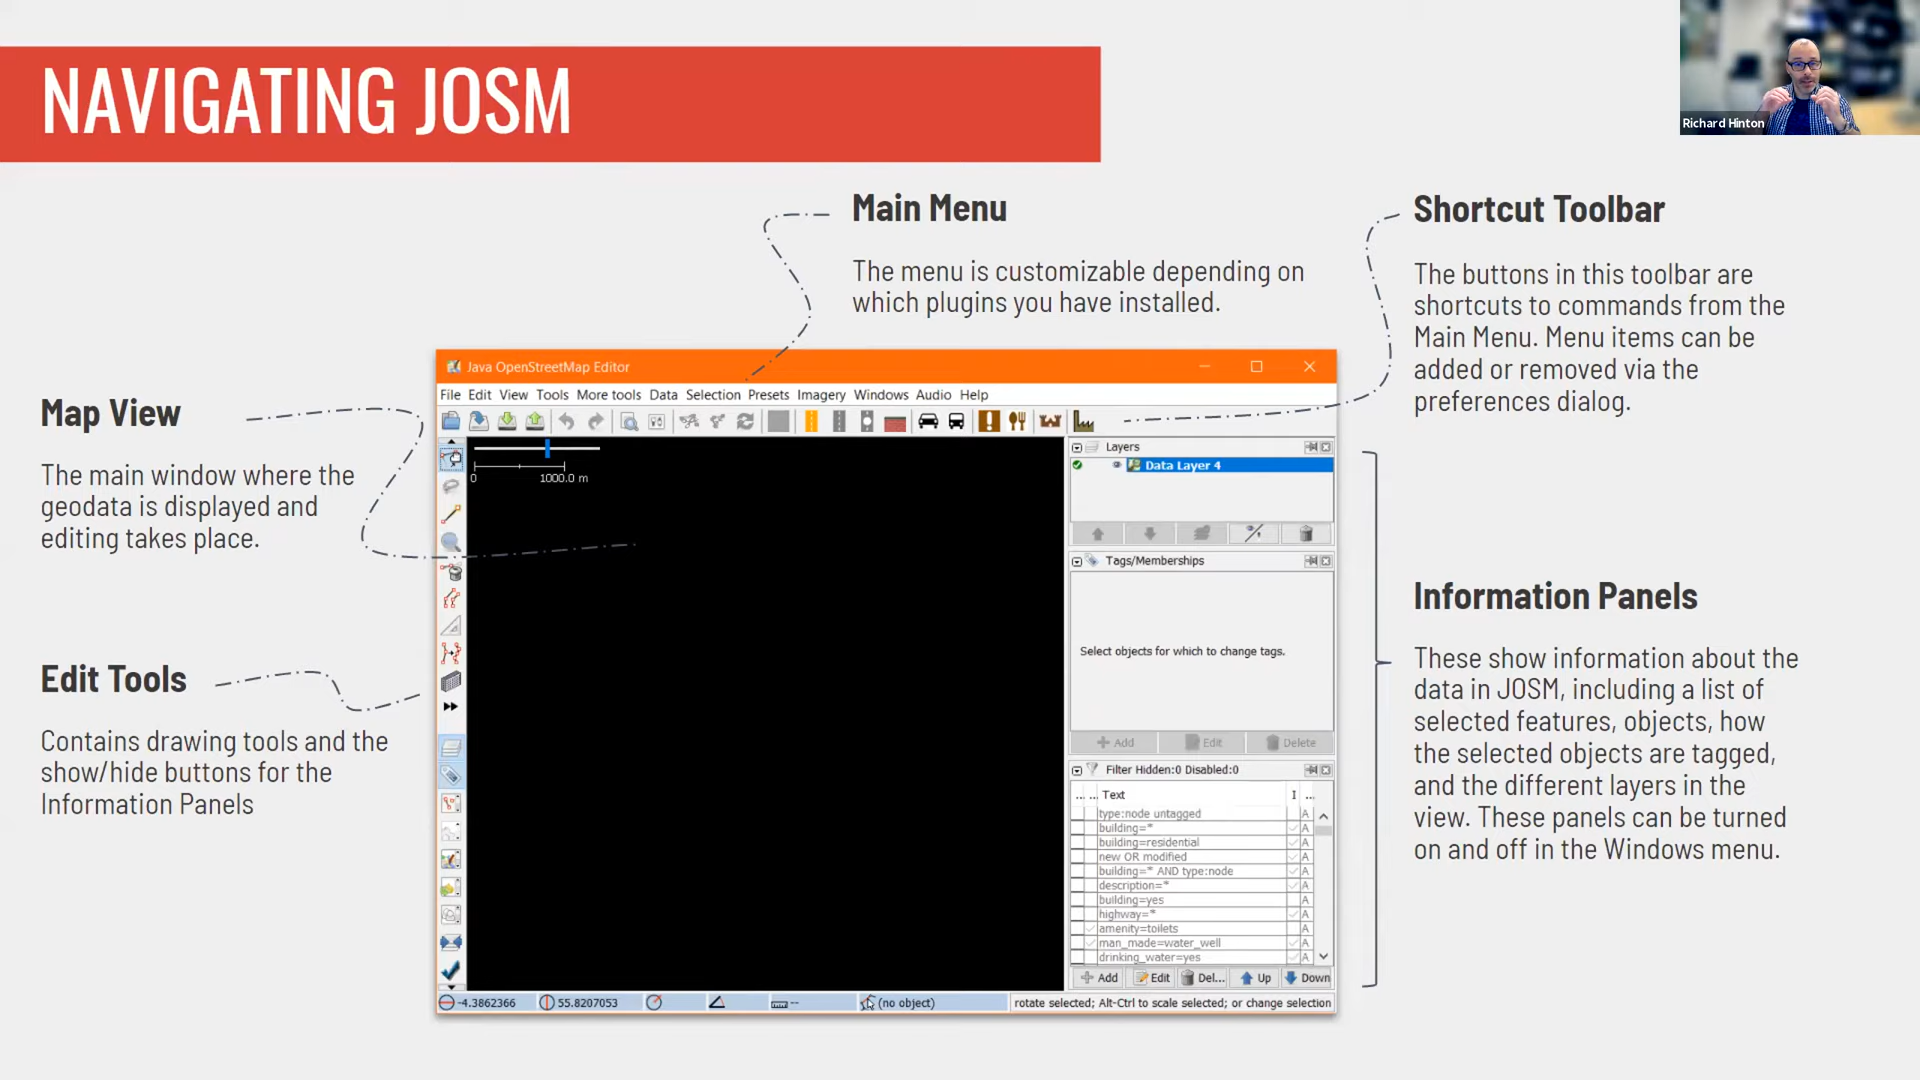 NAVIGATING JOSM
Richard Hinton
Main Menu
The menu is customizable depending on
which plugins you have installed.
Shortcut Toolbar
The buttons in this toolbar are
shortcuts to commands from the
Main Menu. Menu items can be
added or removed via the
preferences dialog.
Map View
The main window where the
geodata is displayed and
editing takes place.
Edit Tools
Contains drawing tools and the
show/hide buttons for the
Information Panels
Java OpenStreetMap Editor
File Edit View Tools More tools Data Selection Presets Imagery Windows Audio Help
0 1000.0 m
Layers
Data Layer 4
Tags/Memberships
Select objects for which to change tags.
Add Edit Delete
Filter Hidden:0 Disabled:0
... ... Text I ...
type:node untagged A
building=* A
building=residential A
new OR modified A
building=* AND type:node A
description=* A
building=yes A
highway=* A
amenity=toilets A
man_made=water_well A
drinking_water=yes A
Add Edit Del... Up Down
-4.3862366 55.8207053 -- (no object) rotate selected; Alt-Ctrl to scale selected; or change selection
Information Panels
These show information about the
data in JOSM, including a list of
selected features, objects, how
the selected objects are tagged,
and the different layers in the
view. These panels can be turned
on and off in the Windows menu.